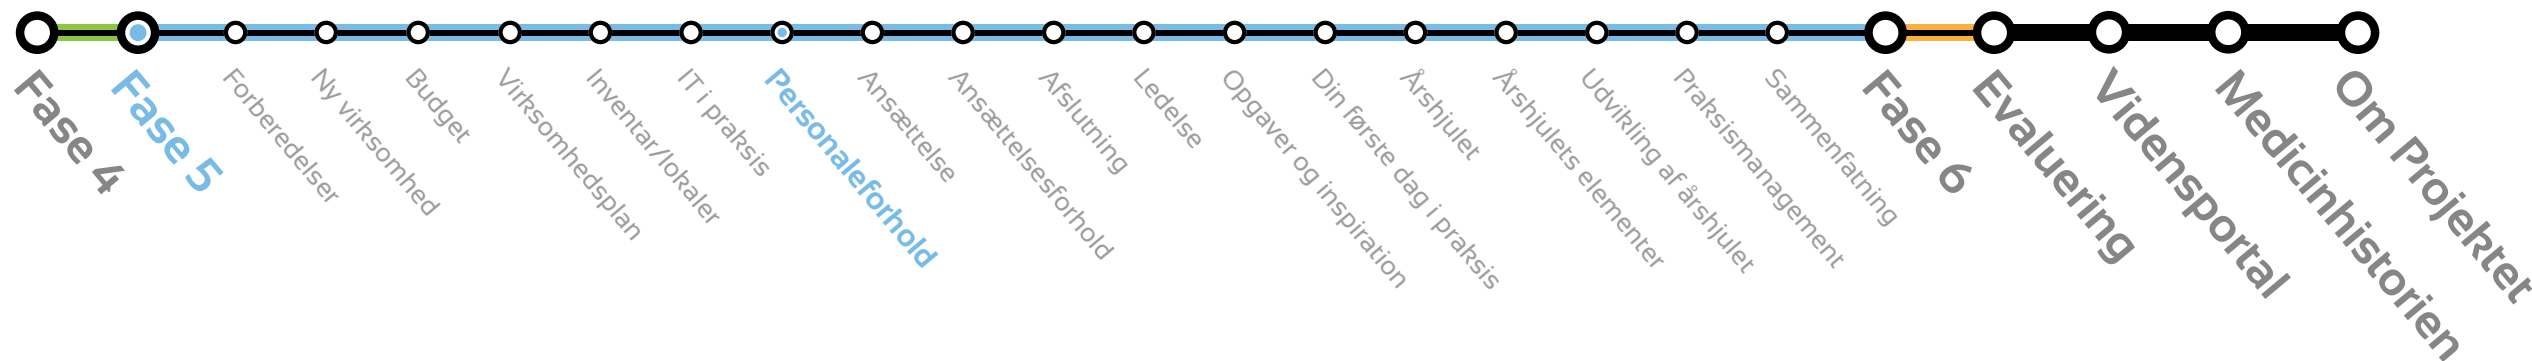 Fase 4
Fase 5
Forberedelser
Ny virksomhed
Budget
Virksomhedsplan
Inventar/lokaler
IT i praksis
Personaleforhold
Ansættelse
Ansættelsesforhold
Afslutning
Ledelse
Opgaver og inspiration
Din første dag i praksis
Årshjulet
Årshjulets elementer
Udvikling af årshjulet
Praksismanagement
Sammenfatning
Fase 6
Evaluering
Vidensportal
Medicinhistorien
Om Projektet